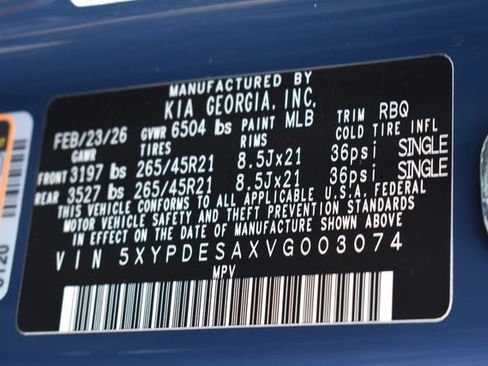 MANUFACTURED BY
KIA GEORGIA, INC.
FEB/23/26 GVWR 6504 lbs PAINT MLB TRIM RBQ
GAWR TIRES RIMS COLD TIRE INFL
FRONT 3197 lbs 265/45R21 8.5Jx21 36psi SINGLE
REAR 3527 lbs 265/45R21 8.5Jx21 36psi SINGLE
THIS VEHICLE CONFORMS TO ALL APPLICABLE U.S.A. FEDERAL
MOTOR VEHICLE SAFETY AND THEFT PREVENTION STANDARDS
IN EFFECT ON THE DATE OF MANUFACTURE SHOWN ABOVE
VIN 5XYPDESAXVG003074
MPV